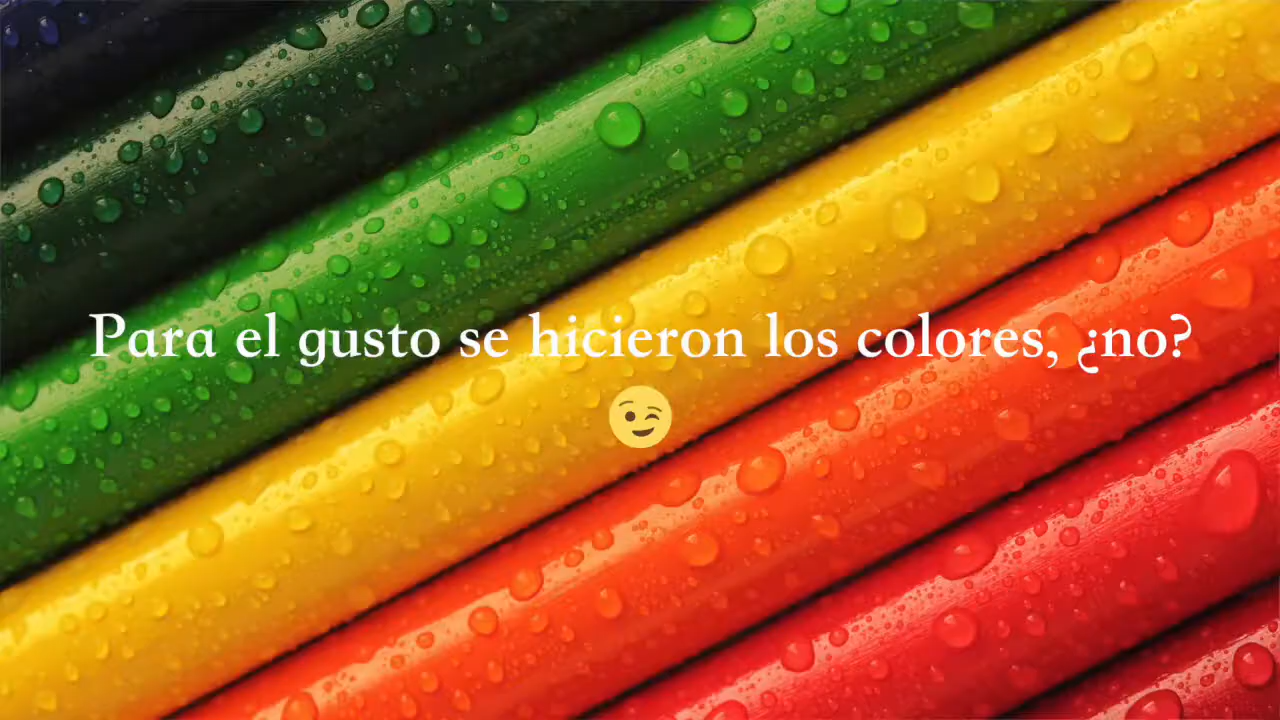 Para el gusto se hicieron los colores, ¿no?
😉